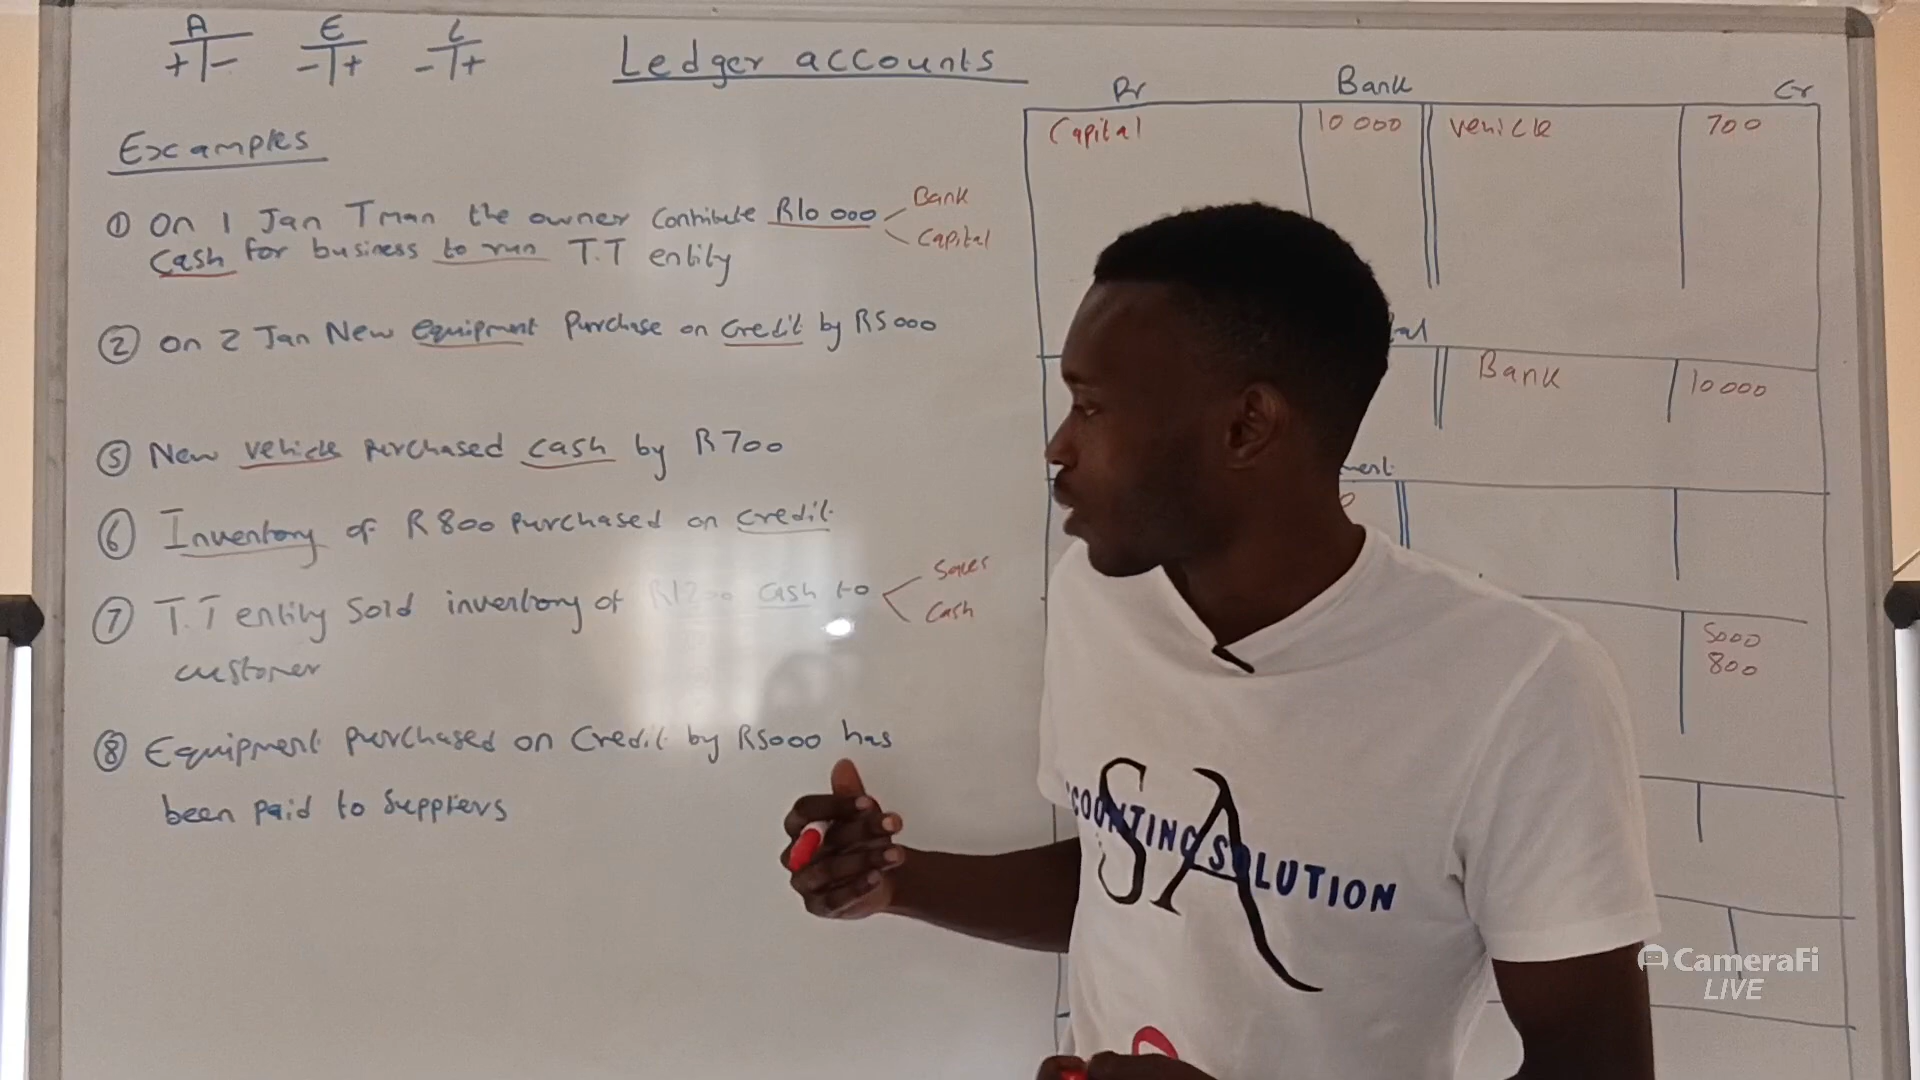 A E L
+ - - + - +
Ledger accounts
Examples
① On 1 Jan Tman the owner contribute R10 000
Bank
Capital
Cash for business to run T.T entity
② on 2 Jan New equipment Purchase on credit by R5000
⑤ New vehicle purchased cash by R700
⑥ Inventory of R800 purchased on credit
⑦ T.T entity sold inventory of cash to
Sales
Cash
customer
⑧ Equipment purchased on Credit by R5000 has
been paid to Suppliers
Dr Bank Cr
Capital 10 000 vehicle 700
Bank 10 000
5000
800
SA
ACCOUNTING SOLUTION
CameraFi
LIVE